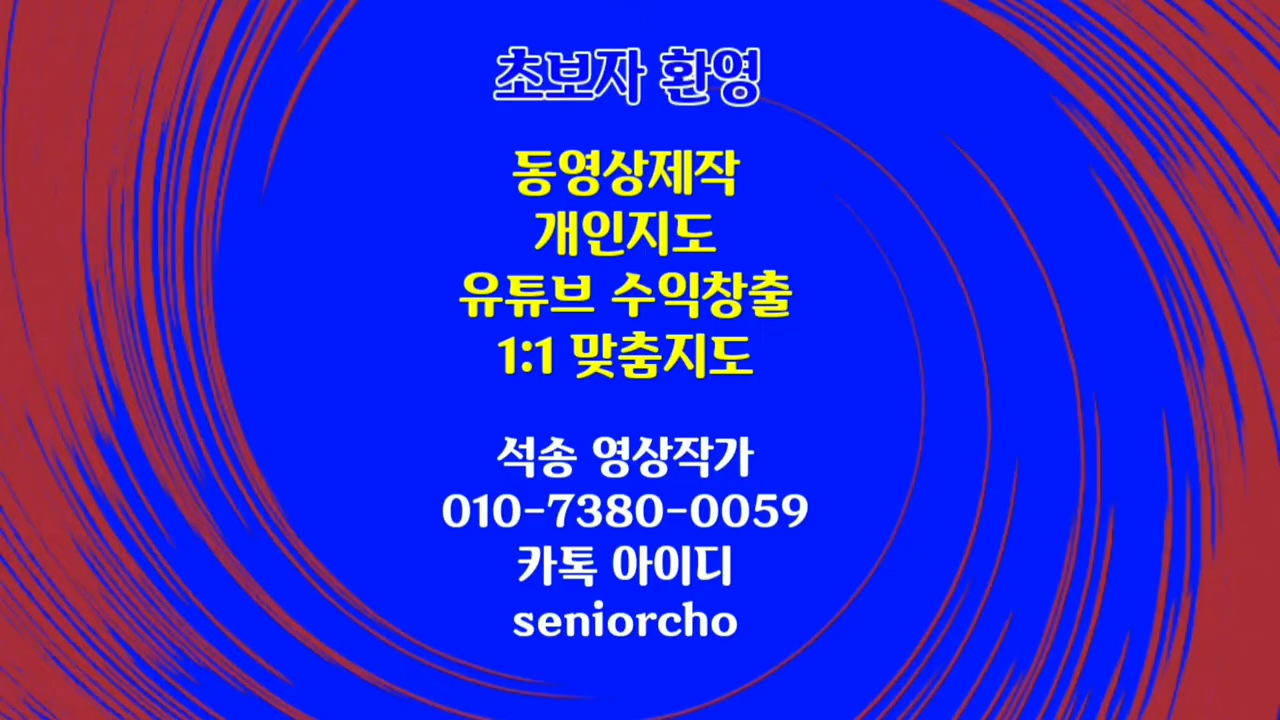 초보자 환영
동영상제작
개인지도
유튜브 수익창출
1:1 맞춤지도
석송 영상작가
010-7380-0059
카톡 아이디
seniorcho